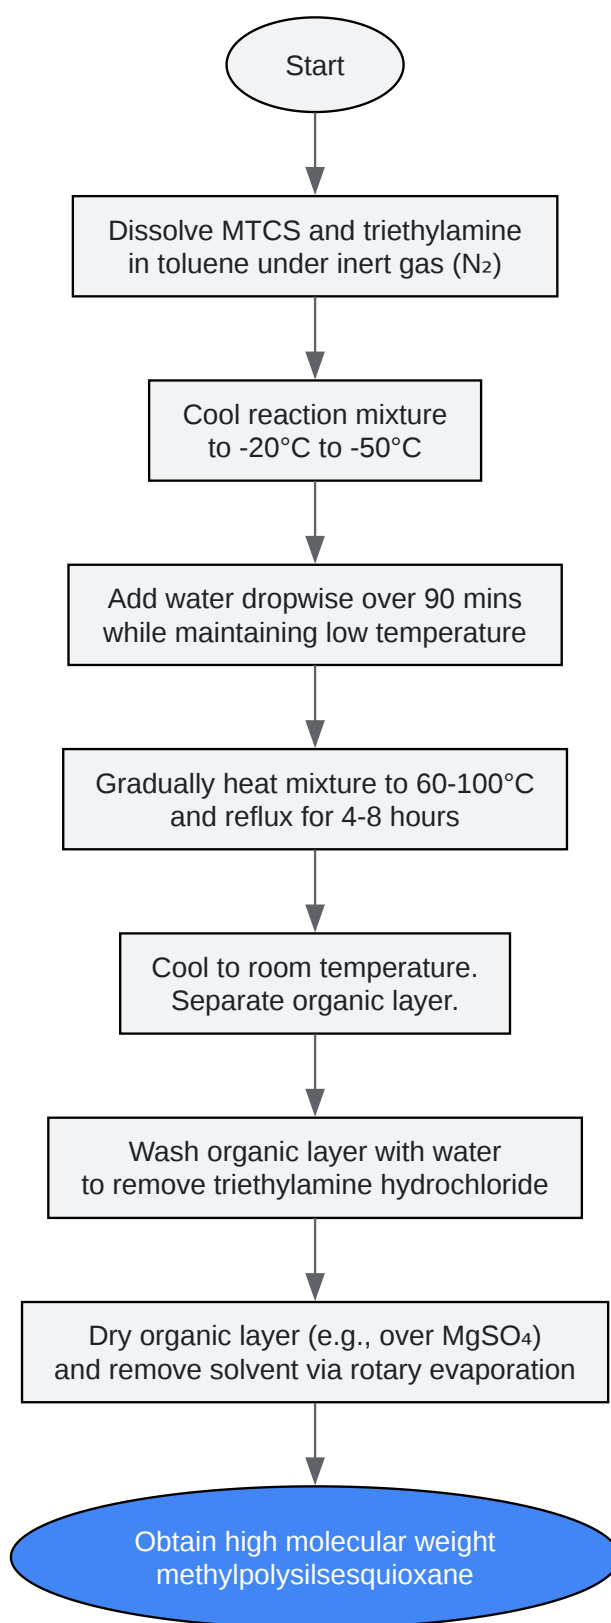 Start
Dissolve MTCS and triethylamine
in toluene under inert gas (N₂)
Cool reaction mixture
to -20°C to -50°C
Add water dropwise over 90 mins
while maintaining low temperature
Gradually heat mixture to 60-100°C
and reflux for 4-8 hours
Cool to room temperature.
Separate organic layer.
Wash organic layer with water
to remove triethylamine hydrochloride
Dry organic layer (e.g., over MgSO₄)
and remove solvent via rotary evaporation
Obtain high molecular weight
methylpolysilsesquioxane